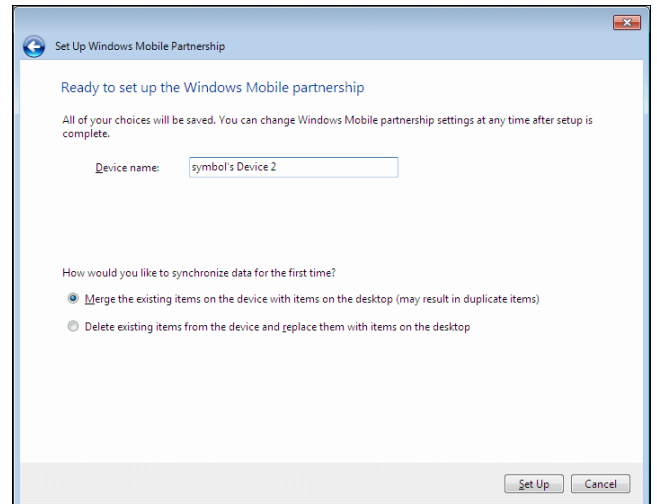 Set Up Windows Mobile Partnership
Ready to set up the Windows Mobile partnership
All of your choices will be saved. You can change Windows Mobile partnership settings at any time after setup is
complete.
Device name: symbol's Device 2
How would you like to synchronize data for the first time?
Merge the existing items on the device with items on the desktop (may result in duplicate items)
Delete existing items from the device and replace them with items on the desktop
Set Up Cancel